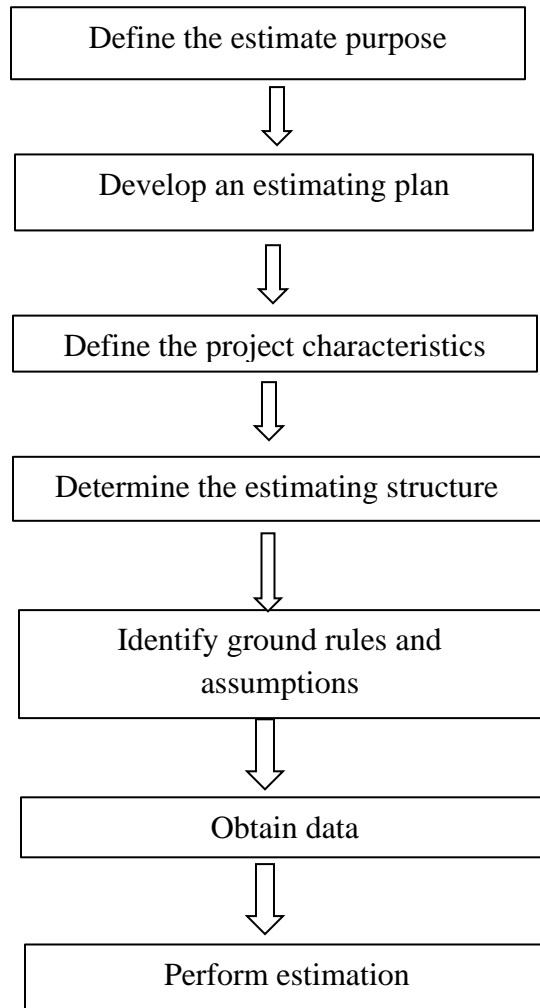 Define the estimate purpose
Develop an estimating plan
Define the project characteristics
Determine the estimating structure
Identify ground rules and
assumptions
Obtain data
Perform estimation